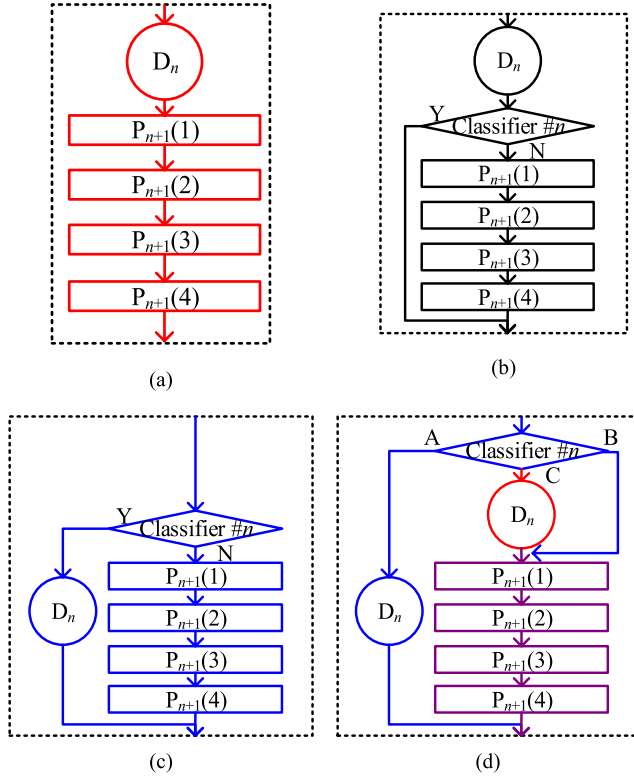 Dn
Pn+1(1)
Pn+1(2)
Pn+1(3)
Pn+1(4)
(a)
Dn
Y
Classifier #n
N
Pn+1(1)
Pn+1(2)
Pn+1(3)
Pn+1(4)
(b)
Y
Classifier #n
N
Dn
Pn+1(1)
Pn+1(2)
Pn+1(3)
Pn+1(4)
(c)
A
Classifier #n
B
C
Dn
Dn
Pn+1(1)
Pn+1(2)
Pn+1(3)
Pn+1(4)
(d)